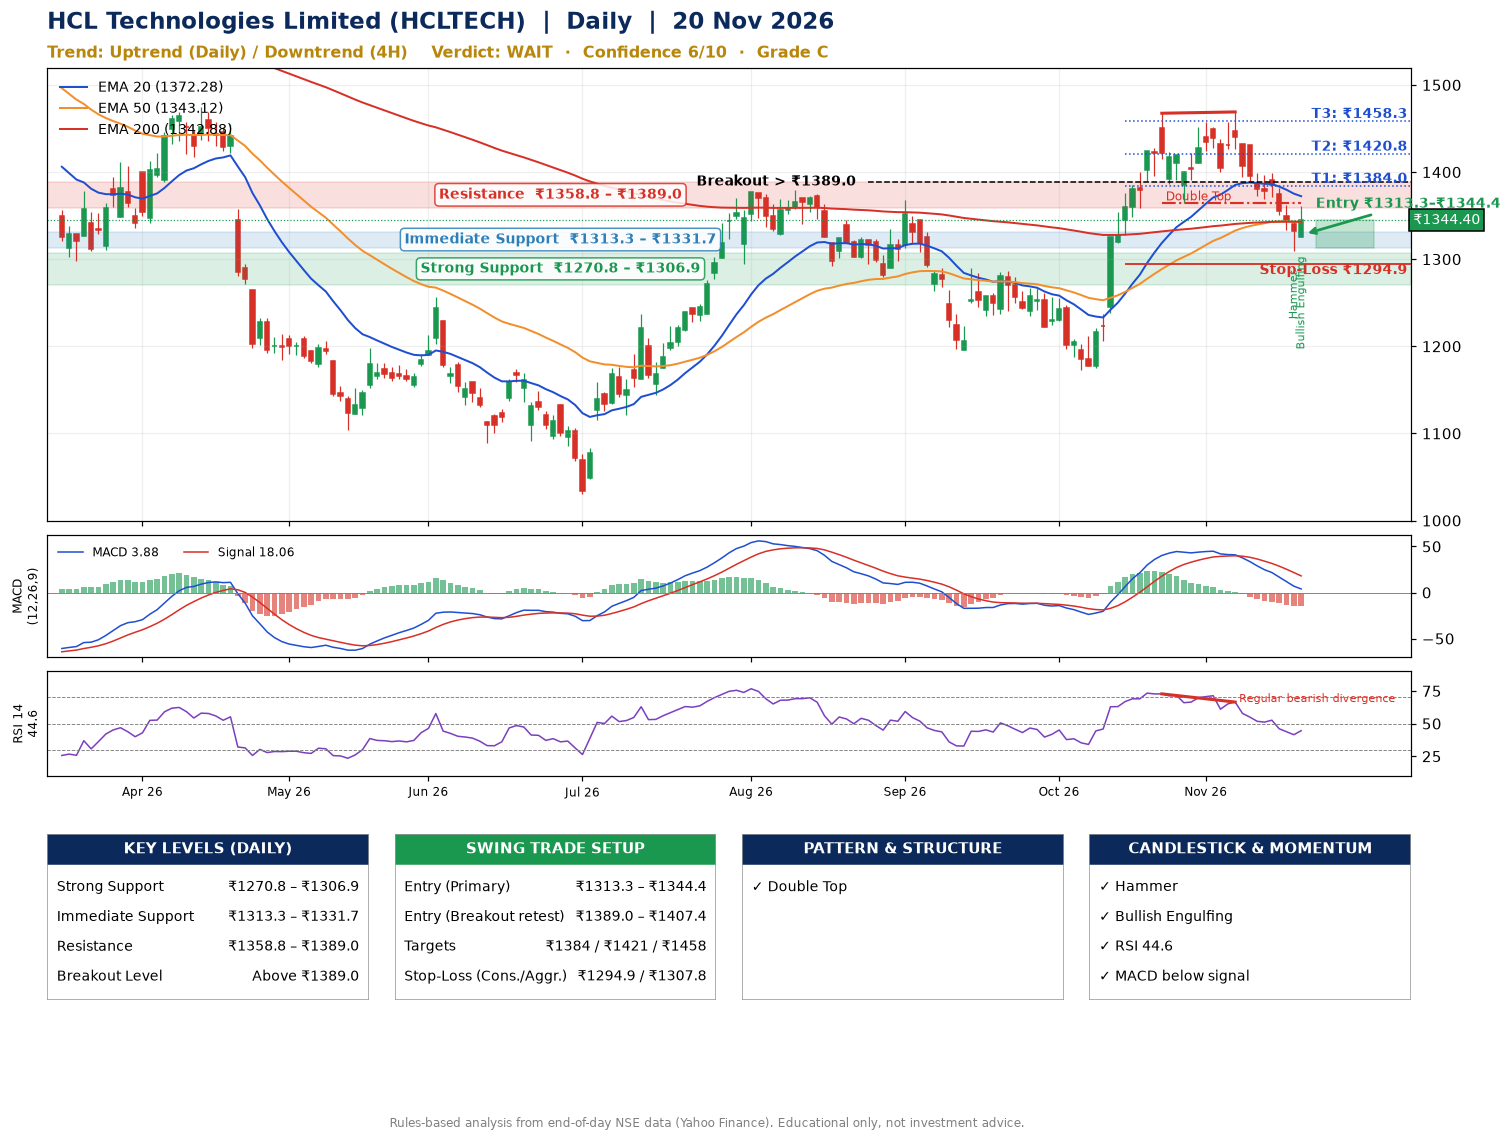 HCL Technologies Limited (HCLTECH) | Daily | 20 Nov 2026
Trend: Uptrend (Daily) / Downtrend (4H) Verdict: WAIT · Confidence 6/10 · Grade C
EMA 20 (1372.28)
EMA 50 (1343.12)
EMA 200 (1342.88)
Resistance ₹1358.8 – ₹1389.0
Immediate Support ₹1313.3 – ₹1331.7
Strong Support ₹1270.8 – ₹1306.9
Breakout > ₹1389.0
T3: ₹1458.3
T2: ₹1420.8
T1: ₹1384.0
Double Top
Entry ₹1313.3–₹1344.4
₹1344.40
Stop-Loss ₹1294.9
Hammer
Bullish Engulfing
1500
1400
1300
1200
1100
1000
MACD 3.88 Signal 18.06
MACD
(12,26,9)
50
0
−50
RSI 14
44.6
Regular bearish divergence
75
50
25
Apr 26 May 26 Jun 26 Jul 26 Aug 26 Sep 26 Oct 26 Nov 26
KEY LEVELS (DAILY)
Strong Support ₹1270.8 – ₹1306.9
Immediate Support ₹1313.3 – ₹1331.7
Resistance ₹1358.8 – ₹1389.0
Breakout Level Above ₹1389.0
SWING TRADE SETUP
Entry (Primary) ₹1313.3 – ₹1344.4
Entry (Breakout retest) ₹1389.0 – ₹1407.4
Targets ₹1384 / ₹1421 / ₹1458
Stop-Loss (Cons./Aggr.) ₹1294.9 / ₹1307.8
PATTERN & STRUCTURE
✓ Double Top
CANDLESTICK & MOMENTUM
✓ Hammer
✓ Bullish Engulfing
✓ RSI 44.6
✓ MACD below signal
Rules-based analysis from end-of-day NSE data (Yahoo Finance). Educational only, not investment advice.